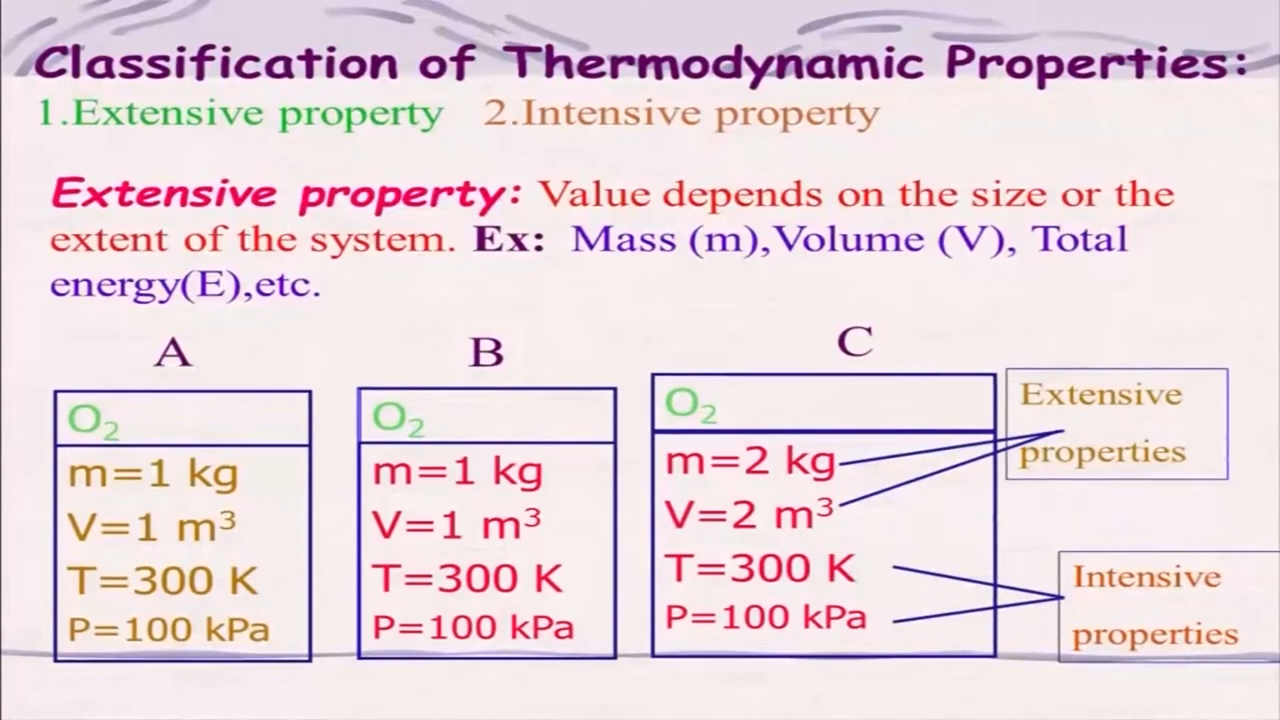 Classification of Thermodynamic Properties:
1.Extensive property 2.Intensive property
Extensive property: Value depends on the size or the
extent of the system. Ex: Mass (m),Volume (V), Total
energy(E),etc.
A
O₂
m=1 kg
V=1 m³
T=300 K
P=100 kPa
B
O₂
m=1 kg
V=1 m³
T=300 K
P=100 kPa
C
O₂
m=2 kg
V=2 m³
T=300 K
P=100 kPa
Extensive
properties
Intensive
properties